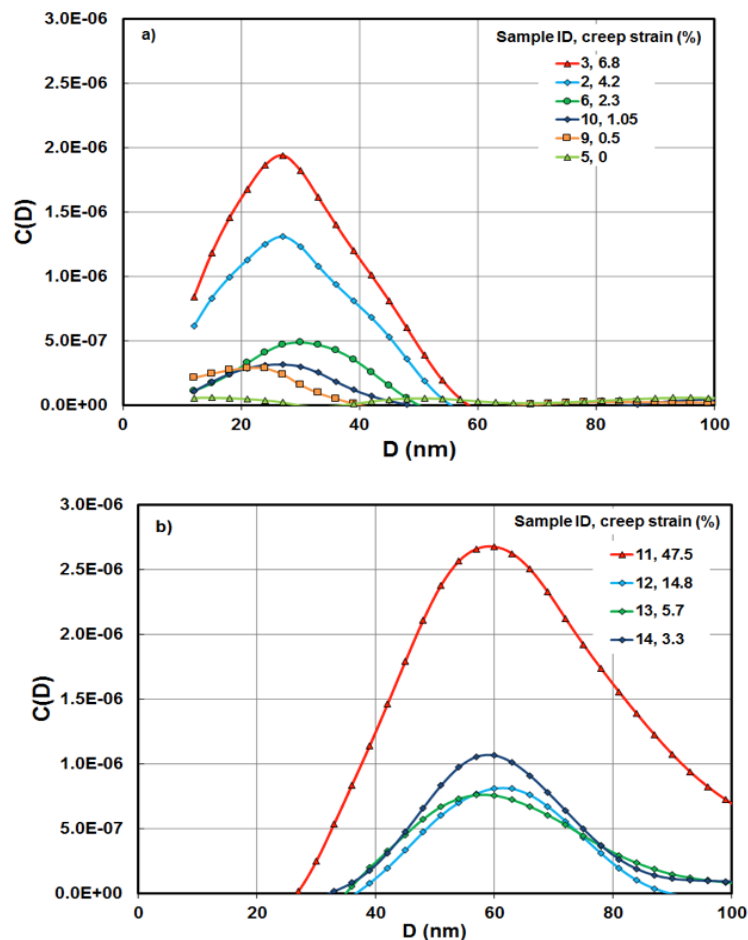 a)
Sample ID, creep strain (%)
3, 6.8
2, 4.2
6, 2.3
10, 1.05
9, 0.5
5, 0
3.0E-06
2.5E-06
2.0E-06
1.5E-06
1.0E-06
5.0E-07
0.0E+00
C(D)
0 20 40 60 80 100
D (nm)
b)
Sample ID, creep strain (%)
11, 47.5
12, 14.8
13, 5.7
14, 3.3
3.0E-06
2.5E-06
2.0E-06
1.5E-06
1.0E-06
5.0E-07
0.0E+00
C(D)
0 20 40 60 80 100
D (nm)